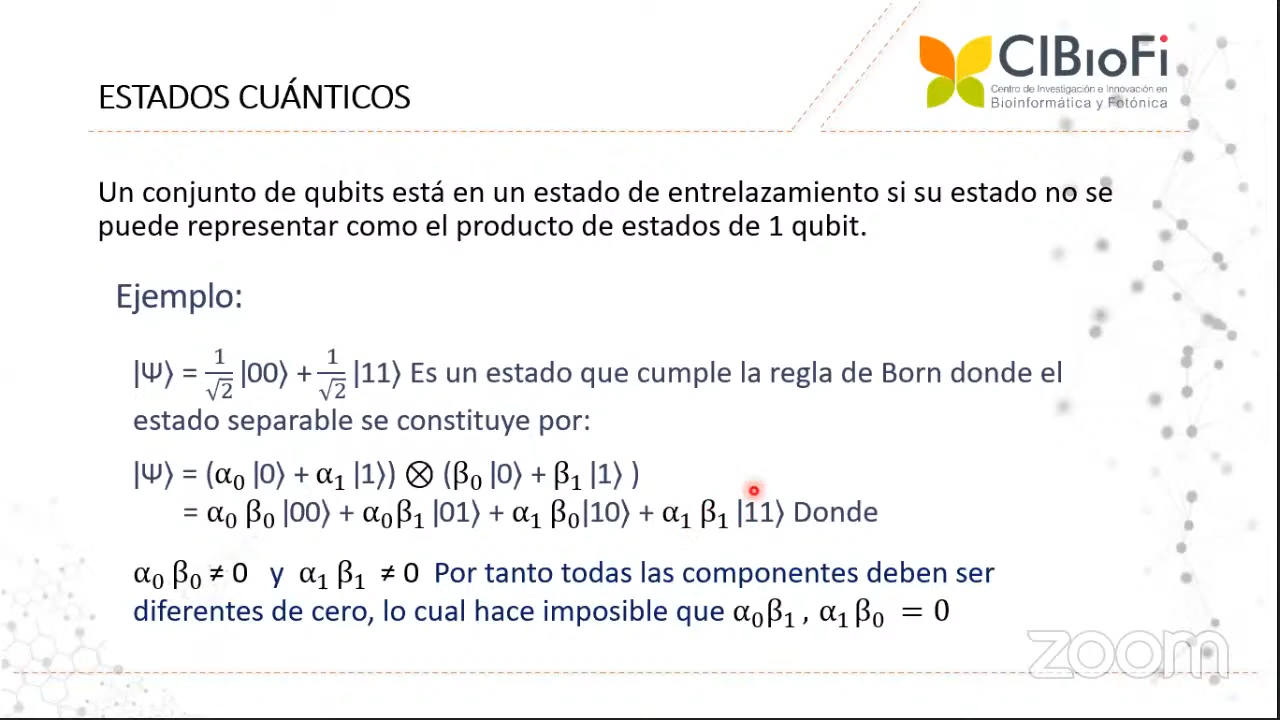 CIBioFi
Centro de Investigación e Innovación en
Bioinformática y Fotónica
ESTADOS CUÁNTICOS
Un conjunto de qubits está en un estado de entrelazamiento si su estado no se
puede representar como el producto de estados de 1 qubit.
Ejemplo:
|Ψ⟩ = 1/√2 |00⟩ + 1/√2 |11⟩ Es un estado que cumple la regla de Born donde el
estado separable se constituye por:
|Ψ⟩ = (α₀ |0⟩ + α₁ |1⟩) ⊗ (β₀ |0⟩ + β₁ |1⟩ )
= α₀ β₀ |00⟩ + α₀β₁ |01⟩ + α₁ β₀|10⟩ + α₁ β₁ |11⟩ Donde
α₀ β₀ ≠ 0 y α₁ β₁ ≠ 0 Por tanto todas las componentes deben ser
diferentes de cero, lo cual hace imposible que α₀β₁ , α₁ β₀ = 0
zoom